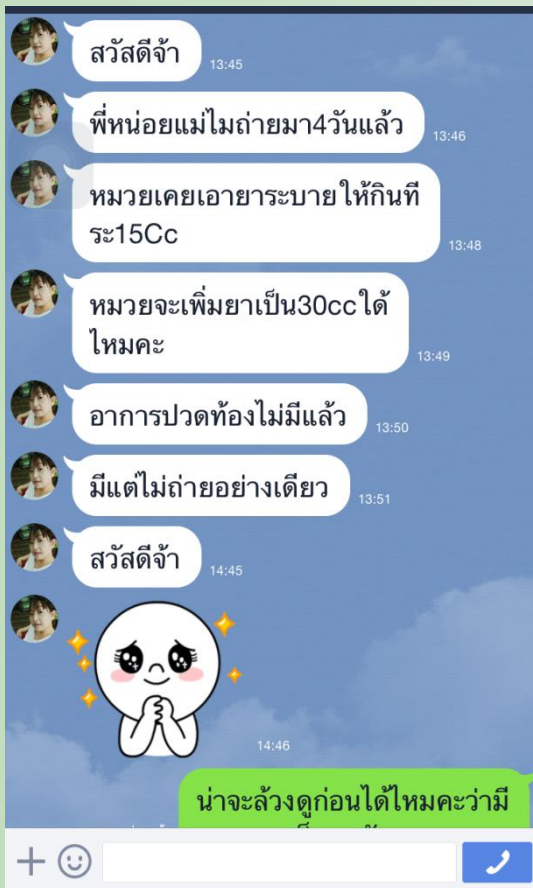 สวัสดีจ้า
13:45
พี่หน่อยแม่ไมถ่ายมา4วันแล้ว
13:46
หมวยเคยเอายาระบายให้กินที
ระ15Cc
13:48
หมวยจะเพิ่มยาเป็น30ccใด้
ไหมคะ
13:49
อาการปวดท้องไม่มีแล้ว
13:50
มีแต่ไม่ถ่ายอย่างเดียว
13:51
สวัสดีจ้า
14:45
14:46
น่าจะล้วงดูก่อนได้ไหมคะว่ามี